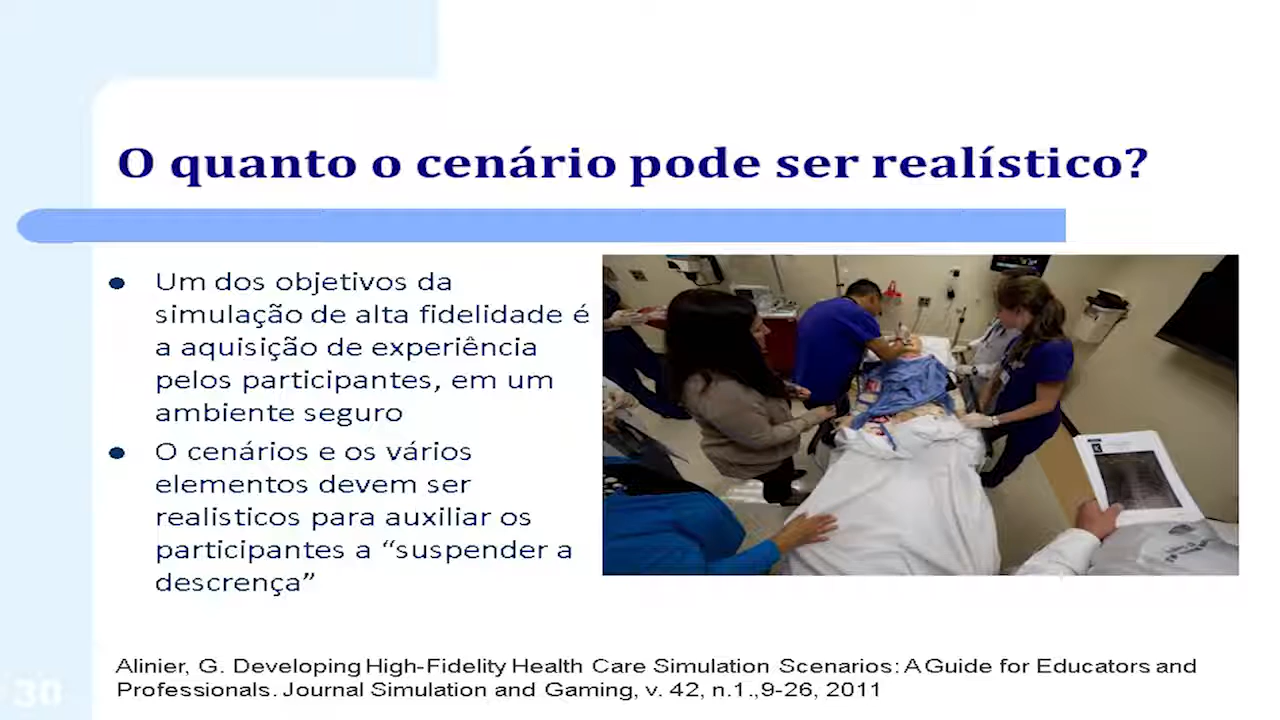 O quanto o cenário pode ser realístico?
Um dos objetivos da
simulação de alta fidelidade é
a aquisição de experiência
pelos participantes, em um
ambiente seguro
O cenários e os vários
elementos devem ser
realisticos para auxiliar os
participantes a “suspender a
descrença”
Alinier, G. Developing High-Fidelity Health Care Simulation Scenarios: A Guide for Educators and
Professionals. Journal Simulation and Gaming, v. 42, n.1.,9-26, 2011
30